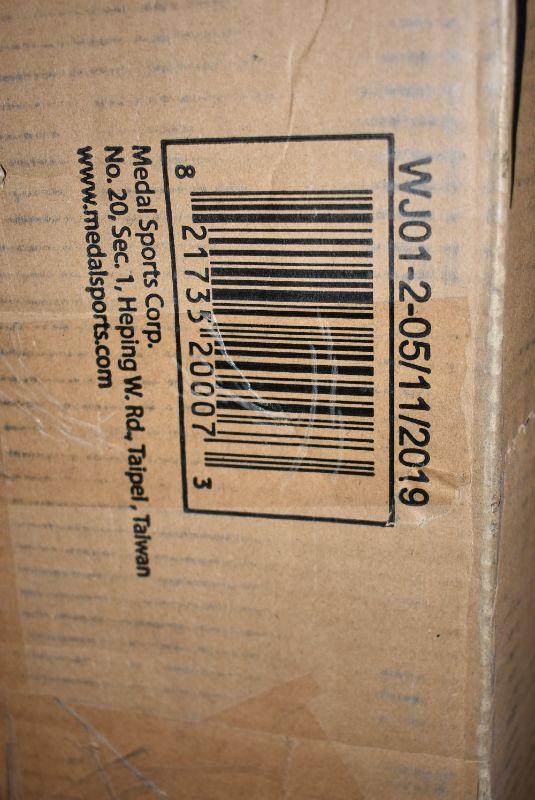 WJ01-2-05/11/2019
8 21735 20007 3
Medal Sports Corp.
No. 20, Sec. 1, Heping W. Rd., Taipei, Taiwan
www.medalsports.com